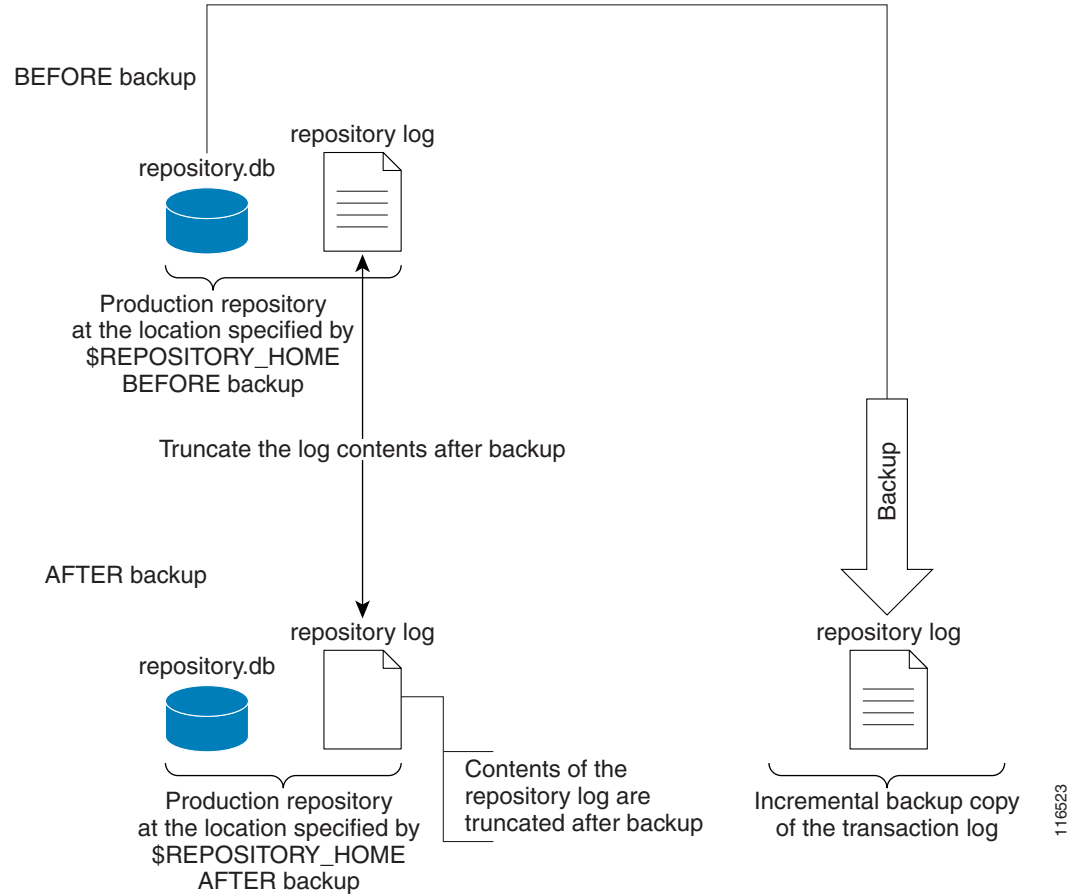 BEFORE backup
repository log
repository.db
Production repository
at the location specified by
$REPOSITORY_HOME
BEFORE backup
Truncate the log contents after backup
Backup
AFTER backup
repository log
repository.db
repository log
Contents of the
repository log are
truncated after backup
Production repository
at the location specified by
$REPOSITORY_HOME
AFTER backup
Incremental backup copy
of the transaction log
116523